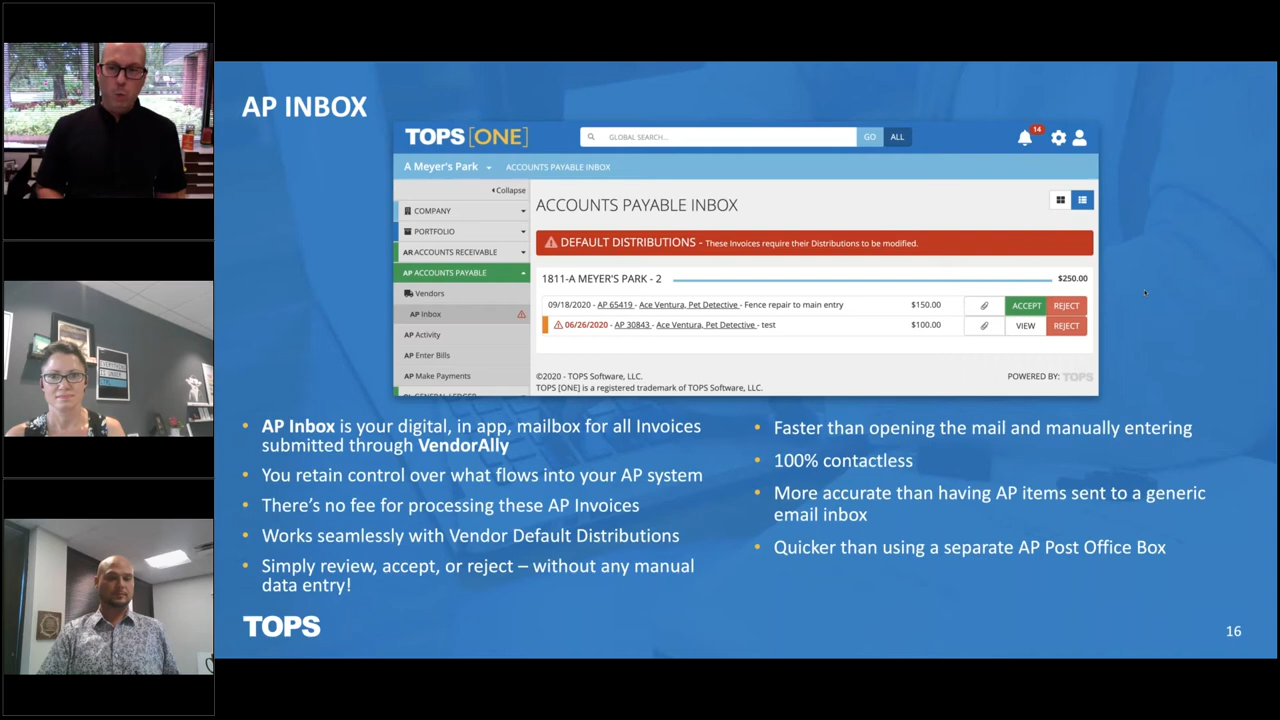 AP INBOX
TOPS [ONE]
GLOBAL SEARCH...
GO
ALL
14
A Meyer's Park
ACCOUNTS PAYABLE INBOX
Collapse
COMPANY
PORTFOLIO
AR ACCOUNTS RECEIVABLE
AP ACCOUNTS PAYABLE
Vendors
AP Inbox
AP Activity
AP Enter Bills
AP Make Payments
ACCOUNTS PAYABLE INBOX
DEFAULT DISTRIBUTIONS - These Invoices require their Distributions to be modified.
1811-A MEYER'S PARK - 2
$250.00
09/18/2020 - AP 65419 - Ace Ventura, Pet Detective - Fence repair to main entry
$150.00
ACCEPT
REJECT
06/26/2020 - AP 30843 - Ace Ventura, Pet Detective - test
$100.00
VIEW
REJECT
©2020 - TOPS Software, LLC.
TOPS [ONE] is a registered trademark of TOPS Software, LLC.
POWERED BY: TOPS
• AP Inbox is your digital, in app, mailbox for all Invoices
submitted through VendorAlly
• You retain control over what flows into your AP system
• There's no fee for processing these AP Invoices
• Works seamlessly with Vendor Default Distributions
• Simply review, accept, or reject – without any manual
data entry!
• Faster than opening the mail and manually entering
• 100% contactless
• More accurate than having AP items sent to a generic
email inbox
• Quicker than using a separate AP Post Office Box
TOPS
16